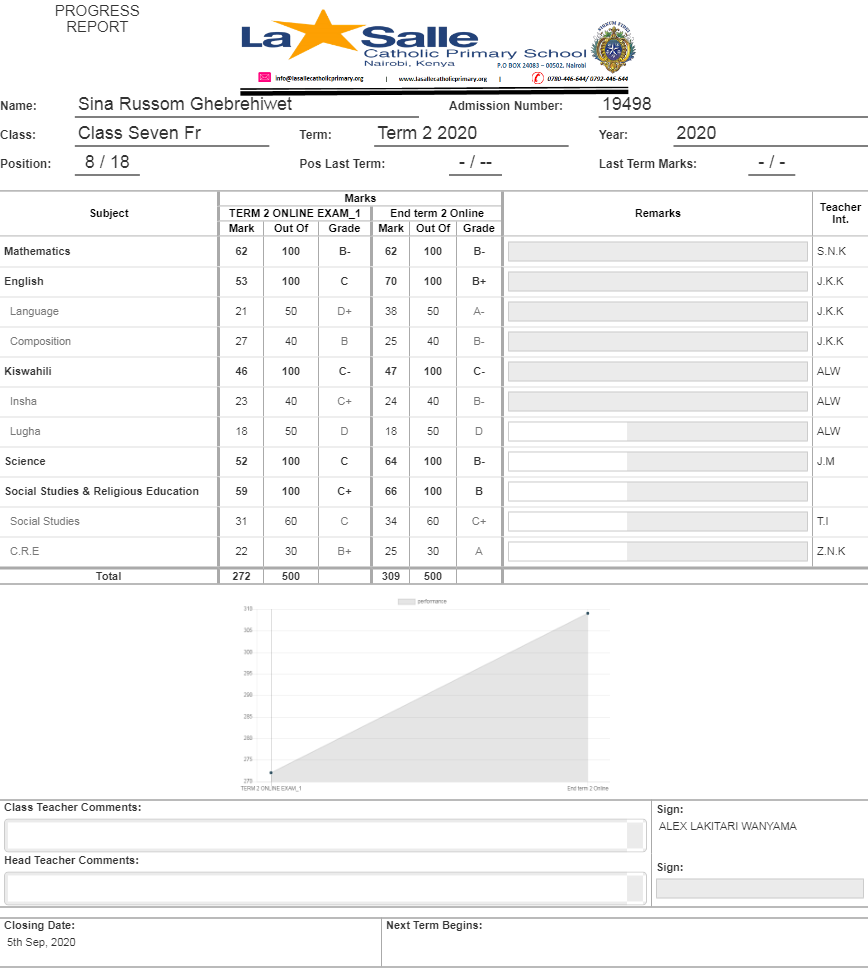 PROGRESS
REPORT
La Salle
Catholic Primary School
Nairobi, Kenya
P.O BOX 24083 – 00502, Nairobi
info@lasallecatholicprimary.org | www.lasallecatholicprimary.org | 0780-446-644/ 0792-446-644
Name: Sina Russom Ghebrehiwet Admission Number: 19498
Class: Class Seven Fr Term: Term 2 2020 Year: 2020
Position: 8 / 18 Pos Last Term: - / -- Last Term Marks: - / -
Marks
Subject TERM 2 ONLINE EXAM_1 End term 2 Online Remarks Teacher Int.
Mark Out Of Grade Mark Out Of Grade
Mathematics 62 100 B- 62 100 B- S.N.K
English 53 100 C 70 100 B+ J.K.K
Language 21 50 D+ 38 50 A- J.K.K
Composition 27 40 B 25 40 B- J.K.K
Kiswahili 46 100 C- 47 100 C- ALW
Insha 23 40 C+ 24 40 B- ALW
Lugha 18 50 D 18 50 D ALW
Science 52 100 C 64 100 B- J.M
Social Studies & Religious Education 59 100 C+ 66 100 B
Social Studies 31 60 C 34 60 C+ T.I
C.R.E 22 30 B+ 25 30 A Z.N.K
Total 272 500 309 500
performance
310
305
300
295
290
285
280
275
270
TERM 2 ONLINE EXAM_1 End term 2 Online
Class Teacher Comments: Sign:
ALEX LAKITARI WANYAMA
Head Teacher Comments: Sign:
Closing Date: Next Term Begins:
5th Sep, 2020